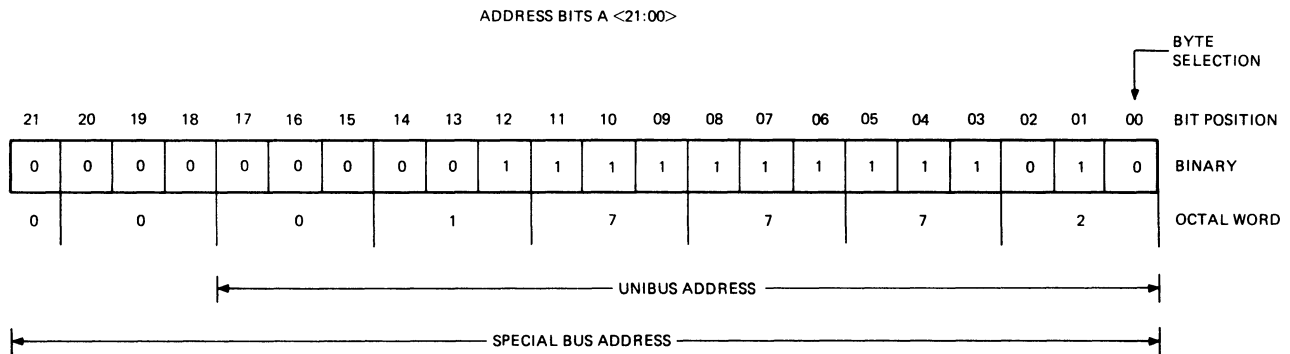 ADDRESS BITS A <21:00>
BYTE
SELECTION
21 20 19 18 17 16 15 14 13 12 11 10 09 08 07 06 05 04 03 02 01 00 BIT POSITION
0 0 0 0 0 0 0 0 0 1 1 1 1 1 1 1 1 1 1 0 1 0 BINARY
0 0 0 1 7 7 7 2 OCTAL WORD
UNIBUS ADDRESS
SPECIAL BUS ADDRESS